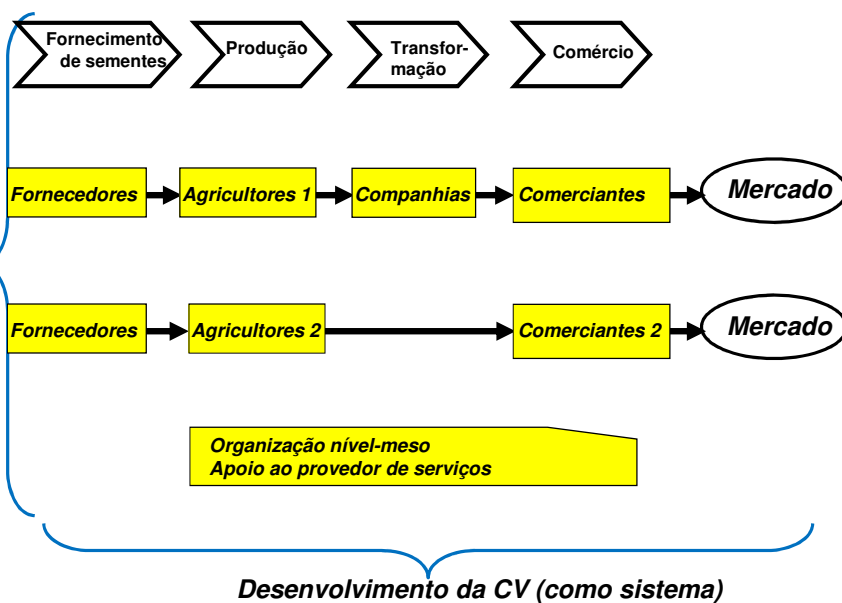 Fornecimento
de sementes
Produção
Transfor-
mação
Comércio
Fornecedores
Agricultores 1
Companhias
Comerciantes
Mercado
Fornecedores
Agricultores 2
Comerciantes 2
Mercado
Organização nível-meso
Apoio ao provedor de serviços
Desenvolvimento da CV (como sistema)